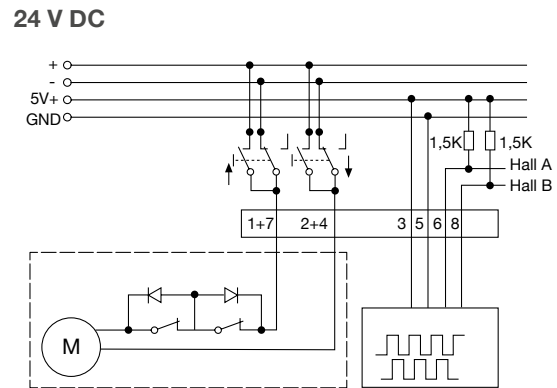 24 V DC
+
-
5V+
GND
1,5K 1,5K
Hall A
Hall B
1+7 2+4 3 5 6 8
M